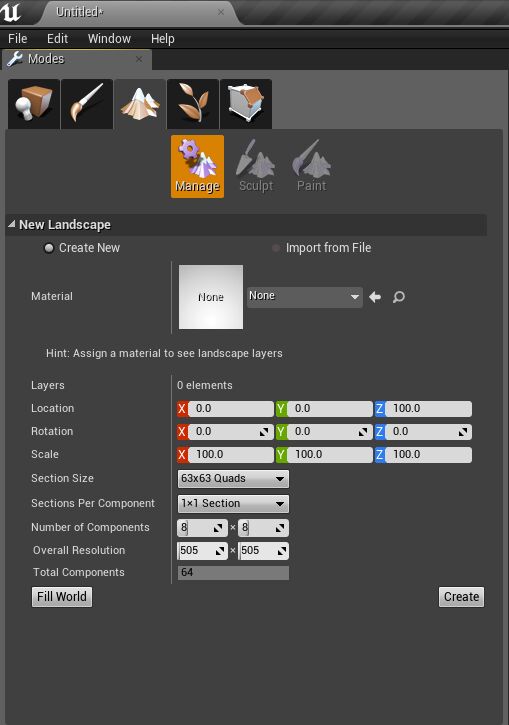 Untitled*
File Edit Window Help
Modes
Manage Sculpt Paint
New Landscape
Create New Import from File
Material None None
Hint: Assign a material to see landscape layers
Layers 0 elements
Location X 0.0 Y 0.0 Z 100.0
Rotation X 0.0 Y 0.0 Z 0.0
Scale X 100.0 Y 100.0 Z 100.0
Section Size 63x63 Quads
Sections Per Component 1×1 Section
Number of Components 8 × 8
Overall Resolution 505 × 505
Total Components 64
Fill World Create